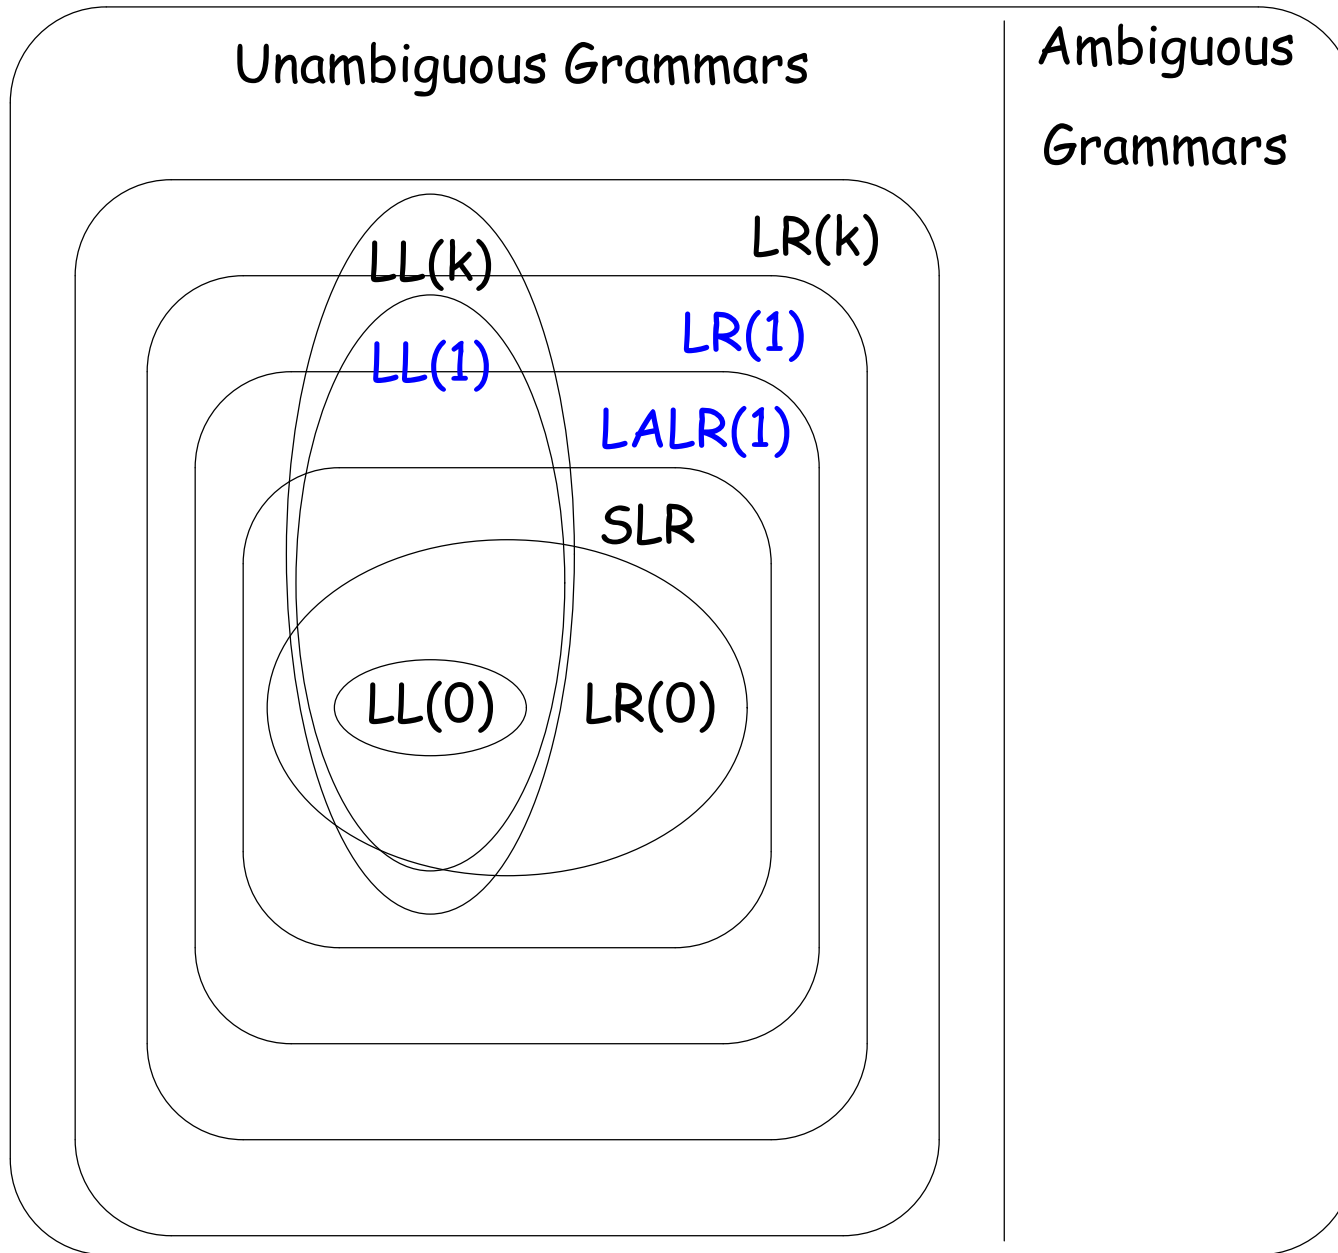 Unambiguous Grammars
Ambiguous
Grammars
LR(k)
LL(k)
LR(1)
LL(1)
LALR(1)
SLR
LL(0)
LR(0)